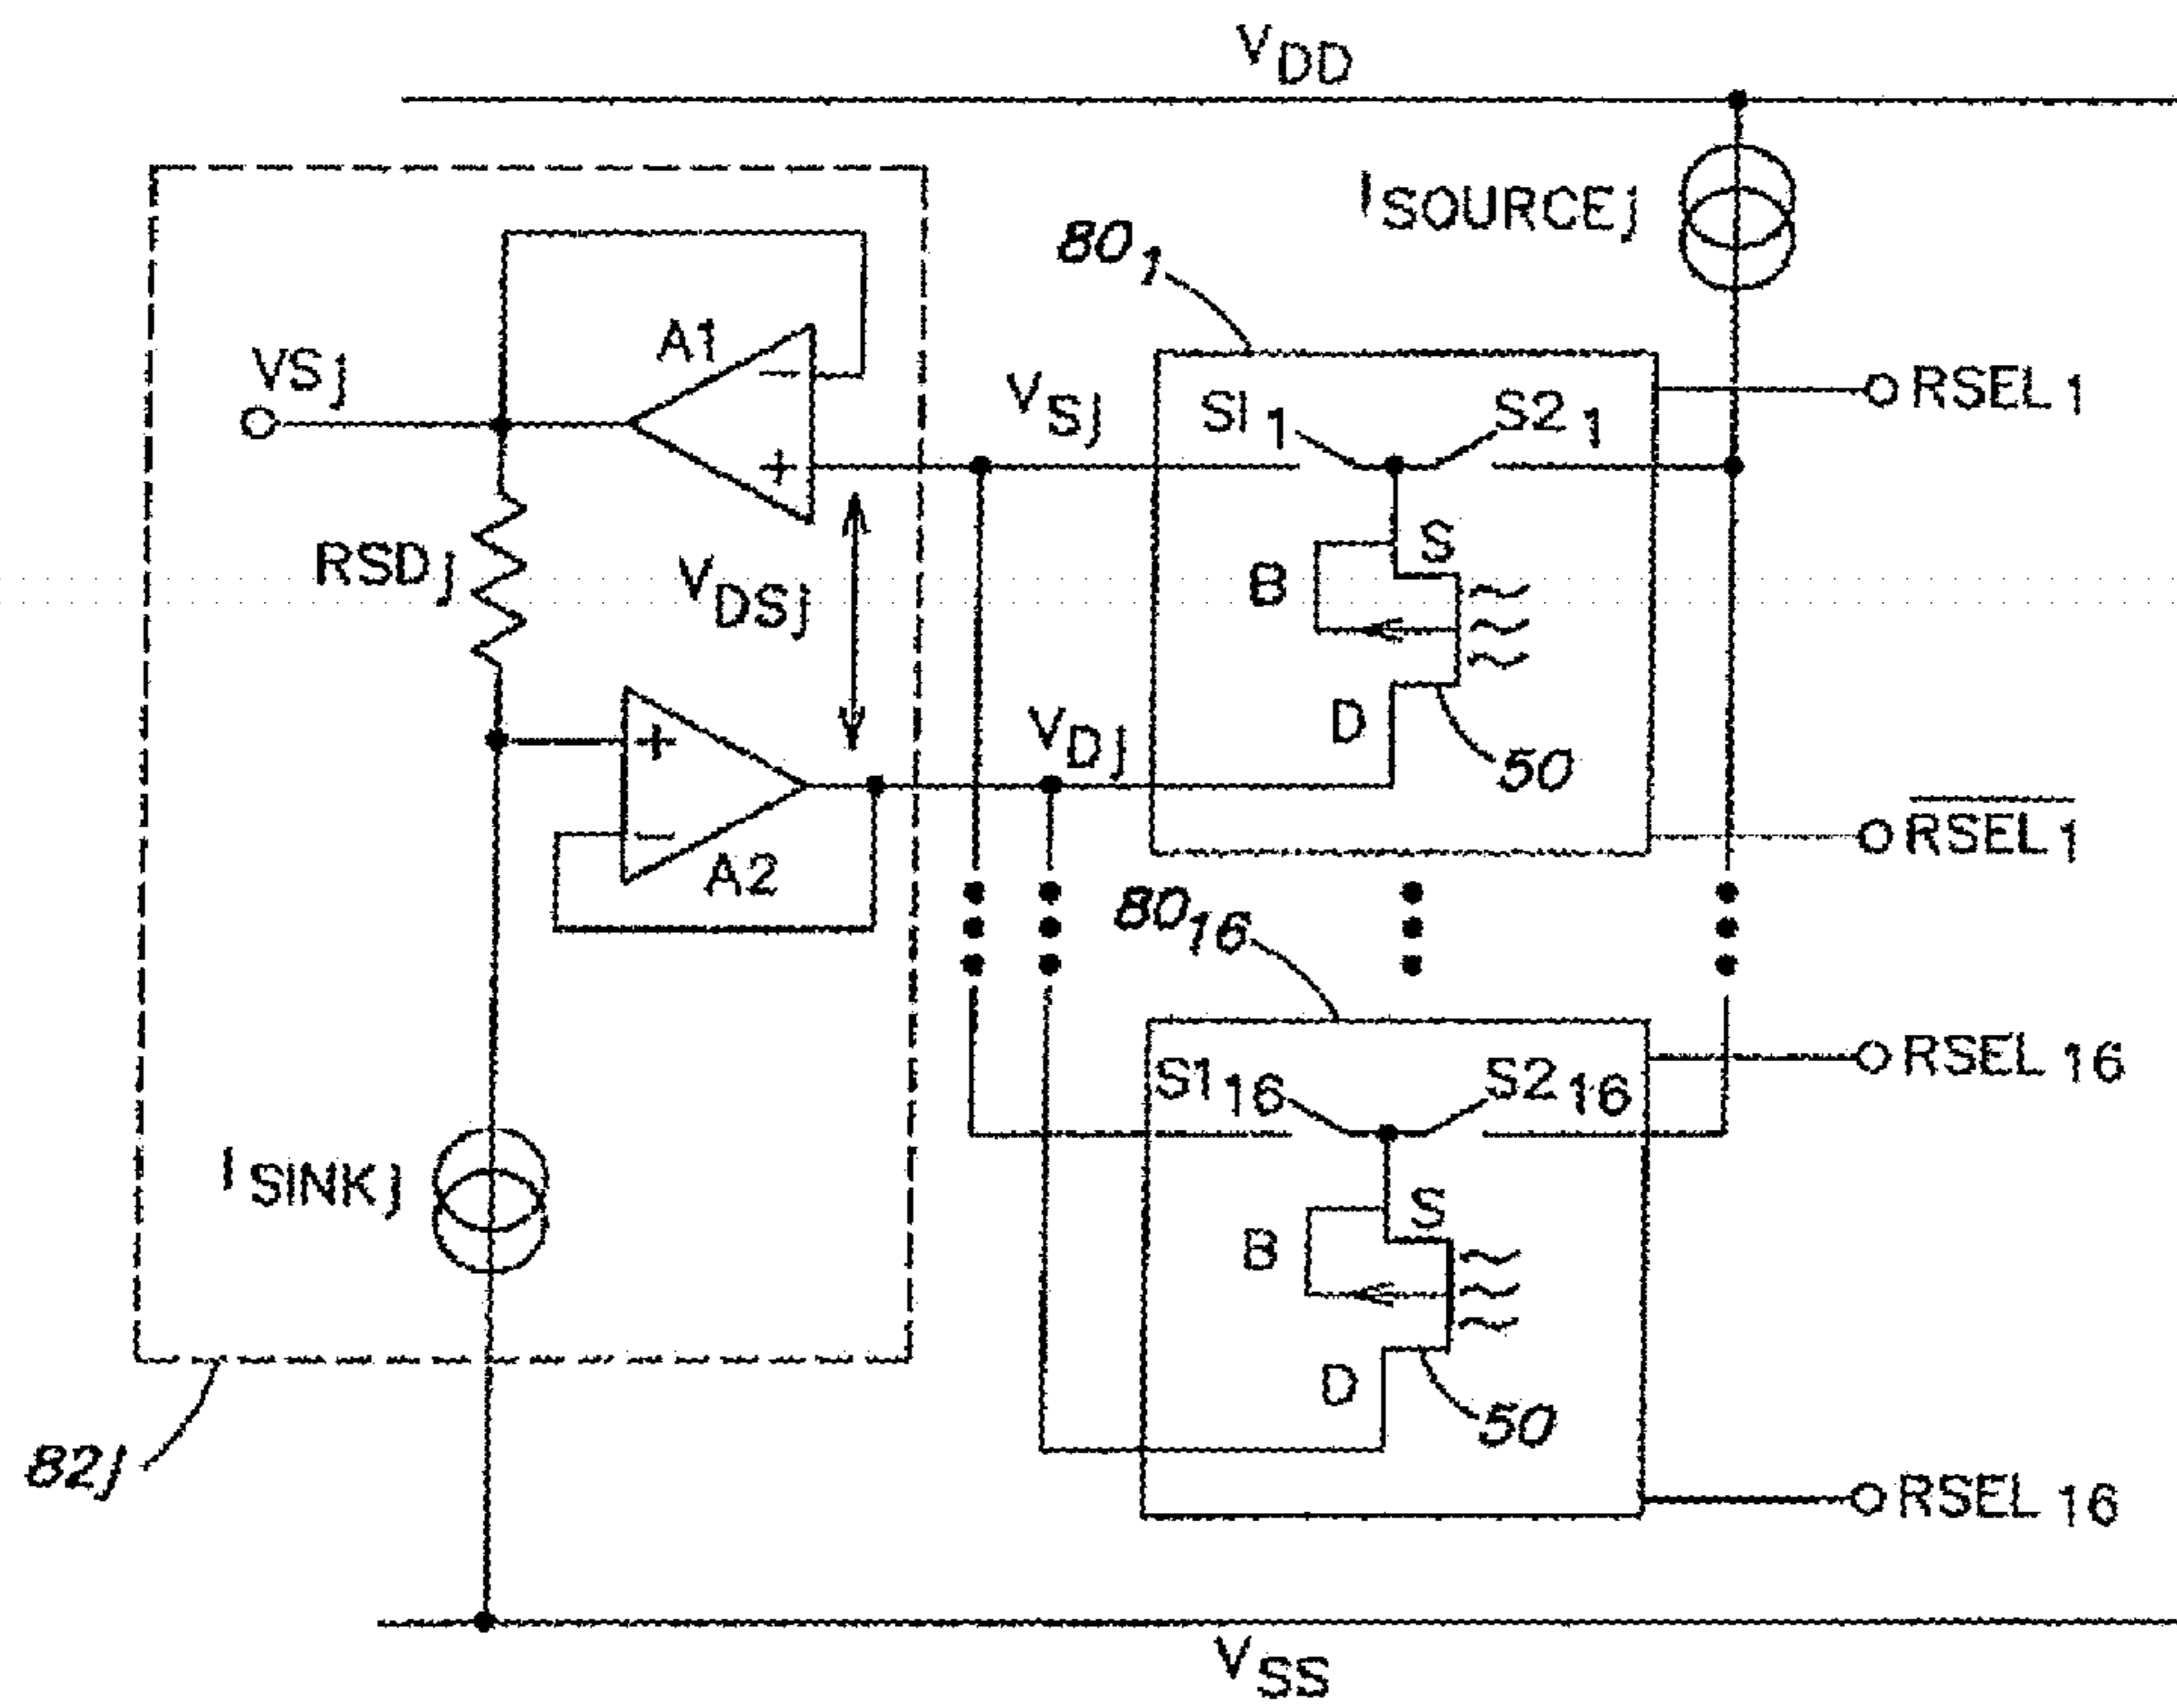 VDD
ISOURCEj
801
VSj
A1
−
+
VSj
S11
S21
RSEL1
RSDj
VDSj
S
B
D
50
VDj
+
−
A2
RSEL1
8016
S116
S216
RSEL16
ISINKj
S
B
D
50
82j
RSEL16
VSS